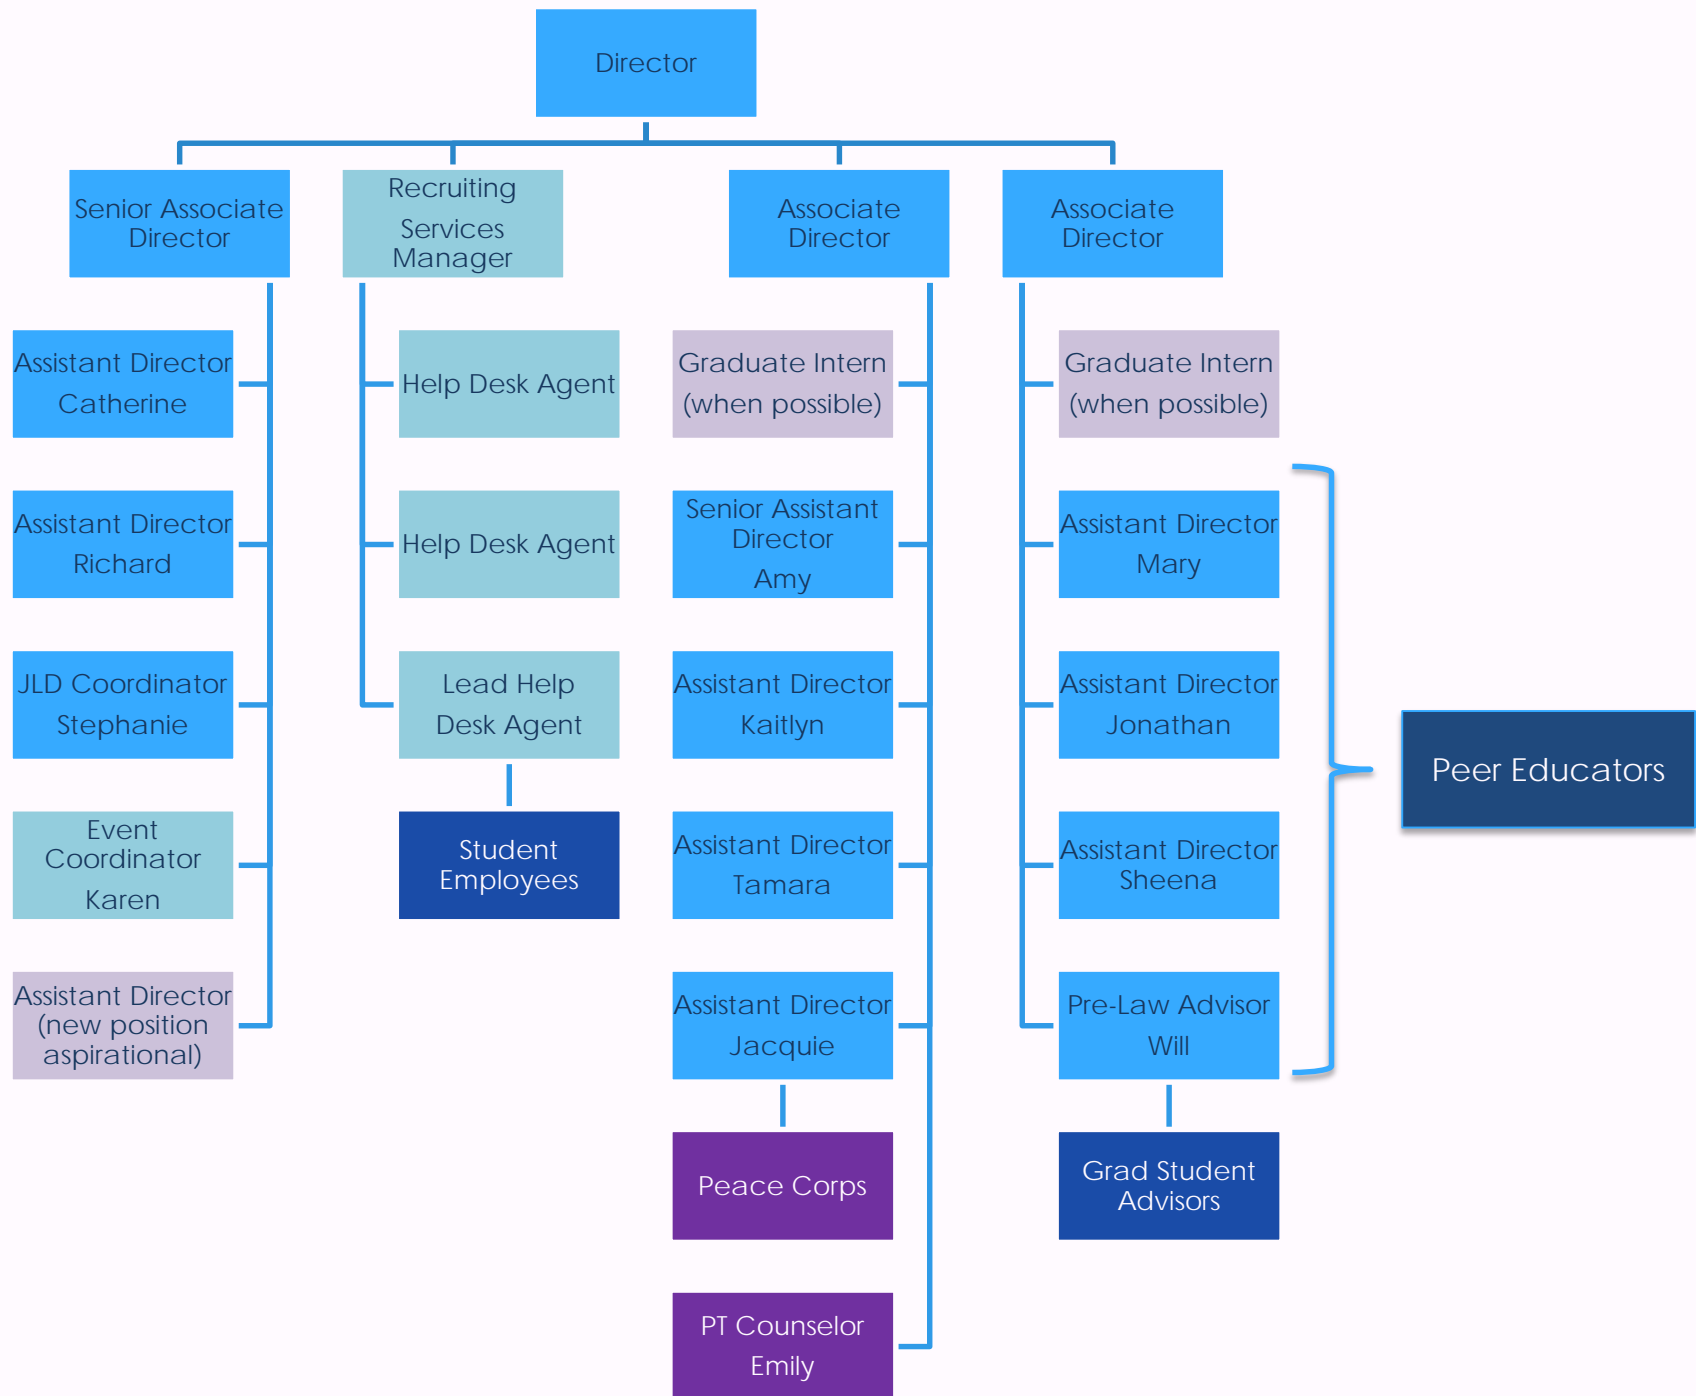 Director
Senior Associate
Director
Recruiting
Services
Manager
Associate
Director
Associate
Director
Assistant Director
Catherine
Help Desk Agent
Graduate Intern
(when possible)
Graduate Intern
(when possible)
Assistant Director
Richard
Help Desk Agent
Senior Assistant
Director
Amy
Assistant Director
Mary
JLD Coordinator
Stephanie
Lead Help
Desk Agent
Assistant Director
Kaitlyn
Assistant Director
Jonathan
Peer Educators
Event
Coordinator
Karen
Student
Employees
Assistant Director
Tamara
Assistant Director
Sheena
Assistant Director
(new position
aspirational)
Assistant Director
Jacquie
Pre-Law Advisor
Will
Peace Corps
Grad Student
Advisors
PT Counselor
Emily